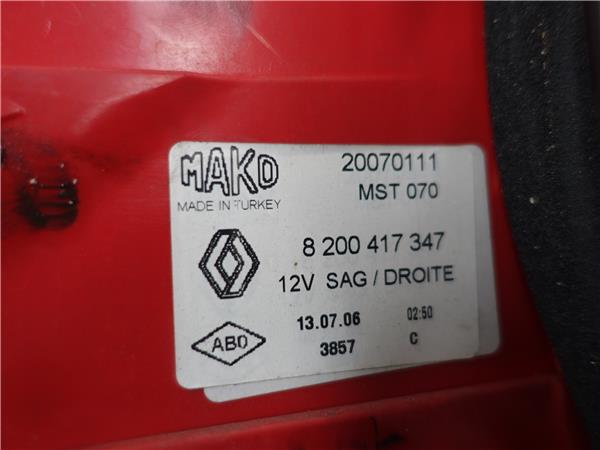 MAKO 20070111
MADE IN TURKEY MST 070
8 200 417 347
12V SAG / DROITE
13.07.06 02:50
ABO 3857 C